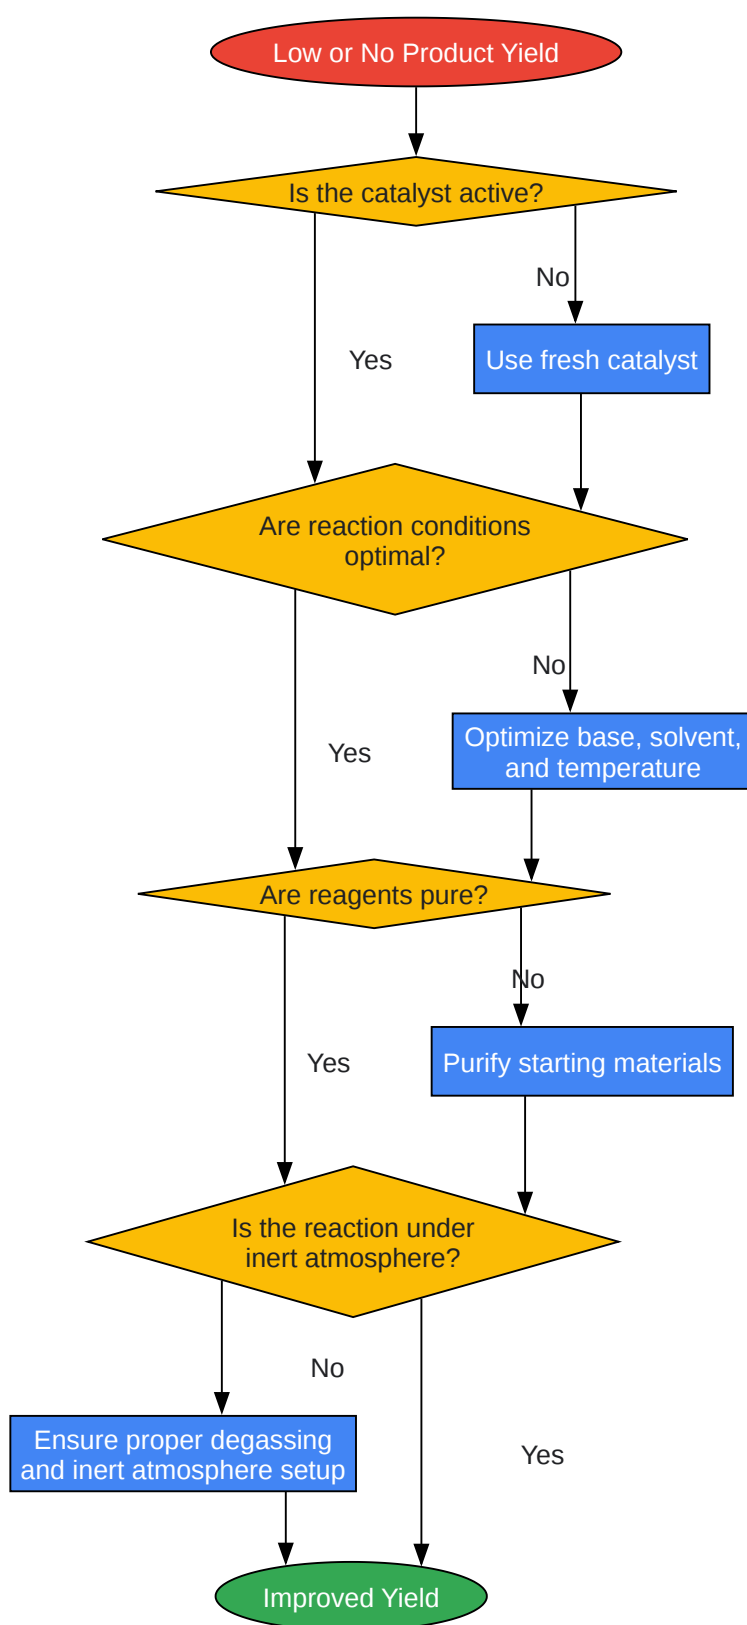 Low or No Product Yield
Is the catalyst active?
No
Yes
Use fresh catalyst
Are reaction conditions
optimal?
No
Optimize base, solvent,
and temperature
Yes
Are reagents pure?
No
Yes
Purify starting materials
Is the reaction under
inert atmosphere?
No
Ensure proper degassing
and inert atmosphere setup
Yes
Improved Yield